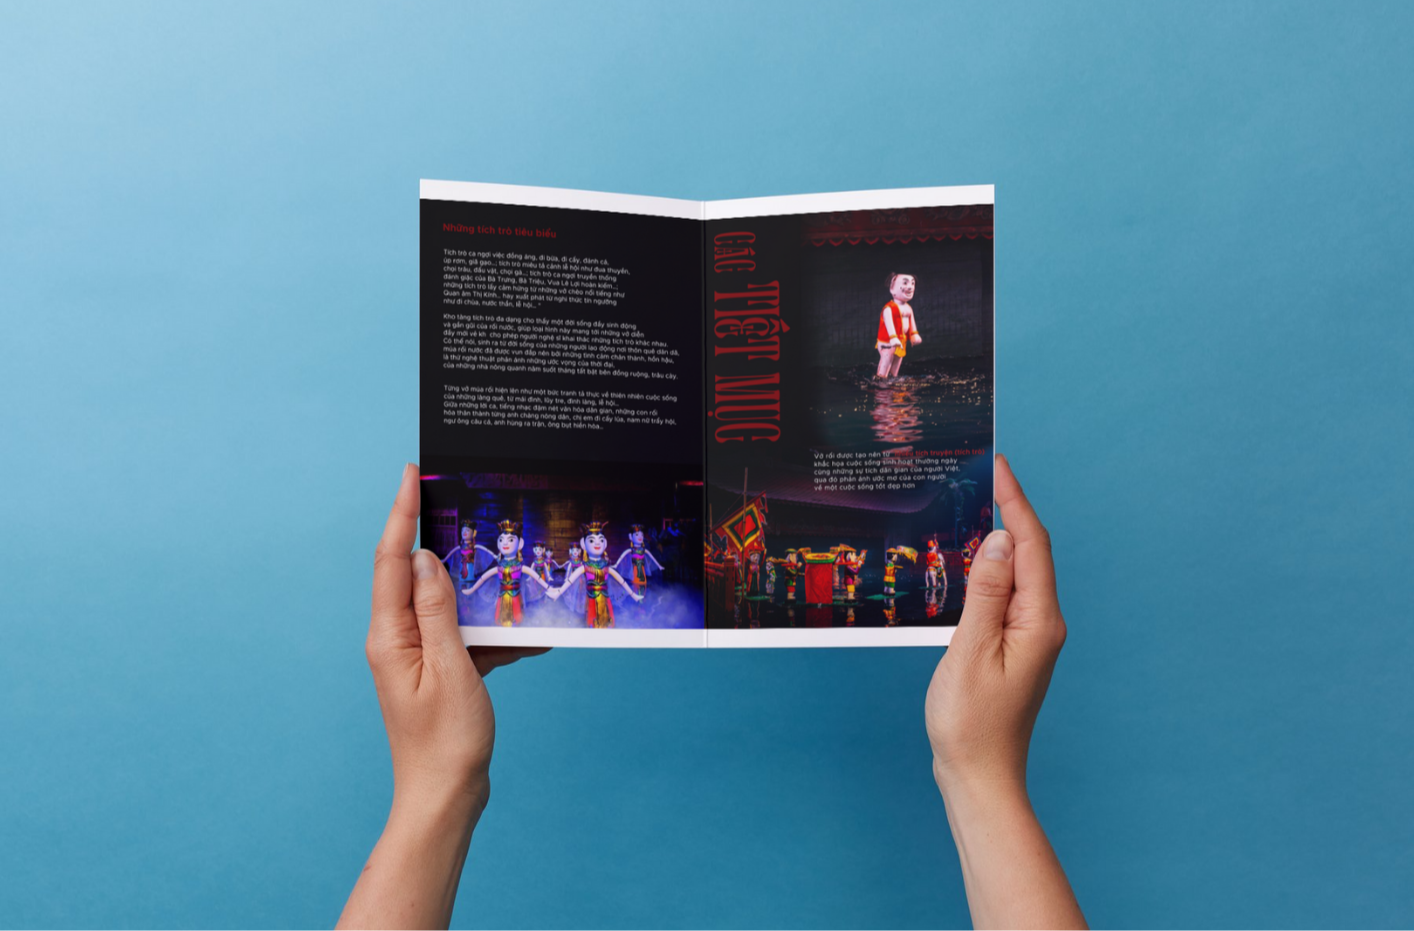 Những tích trò tiêu biểu
Tích trò ca ngợi việc đồng áng, đi bừa, đi cấy, đánh cá,
úp rơm, giã gạo...; tích trò miêu tả cảnh lễ hội như đua thuyền,
chọi trâu, đấu vật, chọi gà...; tích trò ca ngợi truyền thống
đánh giặc của Bà Trưng, Bà Triệu, Vua Lê Lợi hoàn kiếm...;
những tích trò lấy cảm hứng từ những vở chèo nổi tiếng như
Quan âm Thị Kính... hay xuất phát từ nghi thức tín ngưỡng
như đi chùa, nước thần, lễ hội... "
Kho tàng tích trò đa dạng cho thấy một đời sống đầy sinh động
và gần gũi của rối nước, giúp loại hình này mang tới những vở diễn
đầy mới vẻ kh cho phép người nghệ sĩ khai thác những tích trò khác nhau.
Có thể nói, sinh ra từ đời sống của những người lao động nơi thôn quê dân dã,
múa rối nước đã được vun đắp nên bởi những tình cảm chân thành, hồn hậu,
là thứ nghệ thuật phản ánh những ước vọng của thời đại,
của những nhà nông quanh năm suốt tháng tất bật bên đồng ruộng, trâu cày.
Từng vở múa rối hiện lên như một bức tranh tả thực về thiên nhiên cuộc sống
của những làng quê, từ mái đình, lũy tre, đình làng, lễ hội...
Giữa những lời ca, tiếng nhạc đậm nét văn hóa dân gian, những con rối
hóa thân thành từng anh chàng nông dân, chị em đi cấy lúa, nam nữ trẩy hội,
ngư ông câu cá, anh hùng ra trận, ông bụt hiền hòa...
CÁC
TIẾT MỤC
Vở rối được tạo nên từ nhiều tích truyện (tích trò)
khắc họa cuộc sống sinh hoạt thường ngày
cùng những sự tích dân gian của người Việt,
qua đó phản ánh ước mơ của con người
về một cuộc sống tốt đẹp hơn